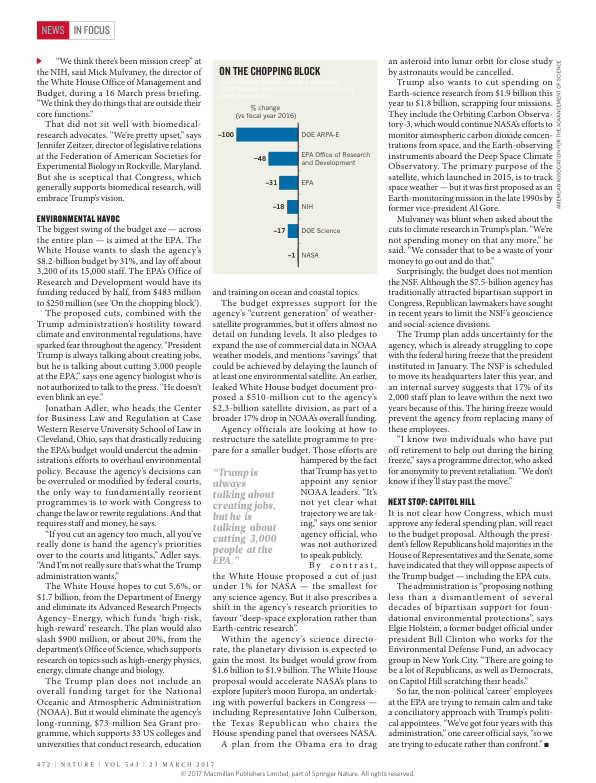 NEWS IN FOCUS
“We think there’s been mission creep” at
the NIH, said Mick Mulvaney, the director of
the White House Office of Management and
Budget, during a 16 March press briefing.
“We think they do things that are outside their
core functions.”
That did not sit well with biomedical-
research advocates. “We’re pretty upset,” says
Jennifer Zeitzer, director of legislative relations
at the Federation of American Societies for
Experimental Biology in Rockville, Maryland.
But she is sceptical that Congress, which
generally supports biomedical research, will
embrace Trump’s vision.
ENVIRONMENTAL HAVOC
The biggest swing of the budget axe — across
the entire plan — is aimed at the EPA. The
White House wants to slash the agency’s
$8.2-billion budget by 31%, and lay off about
3,200 of its 15,000 staff. The EPA’s Office of
Research and Development would have its
funding reduced by half, from $483 million
to $250 million (see ‘On the chopping block’).
The proposed cuts, combined with the
Trump administration’s hostility toward
climate and environmental regulations, have
sparked fear throughout the agency. “President
Trump is always talking about creating jobs,
but he is talking about cutting 3,000 people
at the EPA,” says one agency biologist who is
not authorized to talk to the press. “He doesn’t
even blink an eye.”
Jonathan Adler, who heads the Center
for Business Law and Regulation at Case
Western Reserve University School of Law in
Cleveland, Ohio, says that drastically reducing
the EPA’s budget would undercut the admin-
istration’s efforts to overhaul environmental
policy. Because the agency’s decisions can
be overruled or modified by federal courts,
the only way to fundamentally reorient
programmes is to work with Congress to
change the law or rewrite regulations. And that
requires staff and money, he says.
“If you cut an agency too much, all you’ve
really done is hand the agency’s priorities
over to the courts and litigants,” Adler says.
“And I’m not really sure that’s what the Trump
administration wants.”
The White House hopes to cut 5.6%, or
$1.7 billion, from the Department of Energy
and eliminate its Advanced Research Projects
Agency–Energy, which funds ‘high-risk,
high-reward’ research. The plan would also
slash $900 million, or about 20%, from the
department’s Office of Science, which supports
research on topics such as high-energy physics,
energy, climate change and biology.
The Trump plan does not include an
overall funding target for the National
Oceanic and Atmospheric Administration
(NOAA). But it would eliminate the agency’s
long-running, $73-million Sea Grant pro-
gramme, which supports 33 US colleges and
universities that conduct research, education
ON THE CHOPPING BLOCK
% change
(vs fiscal year 2016)
–100 DOE ARPA-E
–48 EPA Office of Research
and Development
–31 EPA
–18 NIH
–17 DOE Science
–1 NASA
and training on ocean and coastal topics.
The budget expresses support for the
agency’s “current generation” of weather-
satellite programmes, but it offers almost no
detail on funding levels. It also pledges to
expand the use of commercial data in NOAA
weather models, and mentions “savings” that
could be achieved by delaying the launch of
at least one environmental satellite. An earlier,
leaked White House budget document pro-
posed a $510-million cut to the agency’s
$2.3-billion satellite division, as part of a
broader 17% drop in NOAA’s overall funding.
Agency officials are looking at how to
restructure the satellite programme to pre-
pare for a smaller budget. Those efforts are
hampered by the fact
that Trump has yet to
appoint any senior
NOAA leaders. “It’s
not yet clear what
trajectory we are tak-
ing,” says one senior
agency official, who
was not authorized
to speak publicly.
“Trump is
always
talking about
creating jobs,
but he is
talking about
cutting 3,000
people at the
EPA.”
By contrast,
the White House proposed a cut of just
under 1% for NASA — the smallest for
any science agency. But it also prescribes a
shift in the agency’s research priorities to
favour “deep-space exploration rather than
Earth-centric research”.
Within the agency’s science directo-
rate, the planetary division is expected to
gain the most. Its budget would grow from
$1.6 billion to $1.9 billion. The White House
proposal would accelerate NASA’s plans to
explore Jupiter’s moon Europa, an undertak-
ing with powerful backers in Congress —
including Representative John Culberson,
the Texas Republican who chairs the
House spending panel that oversees NASA.
A plan from the Obama era to drag
an asteroid into lunar orbit for close study
by astronauts would be cancelled.
Trump also wants to cut spending on
Earth-science research from $1.9 billion this
year to $1.8 billion, scrapping four missions.
They include the Orbiting Carbon Observa-
tory-3, which would continue NASA’s efforts to
monitor atmospheric carbon dioxide concen-
trations from space, and the Earth-observing
instruments aboard the Deep Space Climate
Observatory. The primary purpose of the
satellite, which launched in 2015, is to track
space weather — but it was first proposed as an
Earth-monitoring mission in the late 1990s by
former vice-president Al Gore.
Mulvaney was blunt when asked about the
cuts to climate research in Trump’s plan. “We’re
not spending money on that any more,” he
said. “We consider that to be a waste of your
money to go out and do that.”
Surprisingly, the budget does not mention
the NSF. Although the $7.5-billion agency has
traditionally attracted bipartisan support in
Congress, Republican lawmakers have sought
in recent years to limit the NSF’s geoscience
and social-science divisions.
The Trump plan adds uncertainty for the
agency, which is already struggling to cope
with the federal hiring freeze that the president
instituted in January. The NSF is scheduled
to move its headquarters later this year, and
an internal survey suggests that 17% of its
2,000 staff plan to leave within the next two
years because of this. The hiring freeze would
prevent the agency from replacing many of
these employees.
“I know two individuals who have put
off retirement to help out during the hiring
freeze,” says a programme director, who asked
for anonymity to prevent retaliation. “We don’t
know if they’ll stay past the move.”
NEXT STOP: CAPITOL HILL
It is not clear how Congress, which must
approve any federal spending plan, will react
to the budget proposal. Although the presi-
dent’s fellow Republicans hold majorities in the
House of Representatives and the Senate, some
have indicated that they will oppose aspects of
the Trump budget — including the EPA cuts.
The administration is “proposing nothing
less than a dismantlement of several
decades of bipartisan support for foun-
dational environmental protections”, says
Elgie Holstein, a former budget official under
president Bill Clinton who works for the
Environmental Defense Fund, an advocacy
group in New York City. “There are going to
be a lot of Republicans, as well as Democrats,
on Capitol Hill scratching their heads.”
So far, the non-political ‘career’ employees
at the EPA are trying to remain calm and take
a conciliatory approach with Trump’s politi-
cal appointees. “We’ve got four years with this
administration,” one career official says, “so we
are trying to educate rather than confront.” ■
AMERICAN ASSOCIATION FOR THE ADVANCEMENT OF SCIENCE
472 | NATURE | VOL 543 | 23 MARCH 2017
© 2017 Macmillan Publishers Limited, part of Springer Nature. All rights reserved.